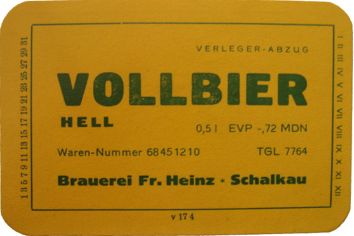 VERLEGER-ABZUG
VOLLBIER
HELL
0,5 l EVP -,72 MDN
Waren-Nummer 68451210 TGL 7764
Brauerei Fr. Heinz · Schalkau
1 3 5 7 9 11 13 15 17 19 21 23 25 27 29 31
I II III IV V VI VII VIII IX X XI XII
v 17 4